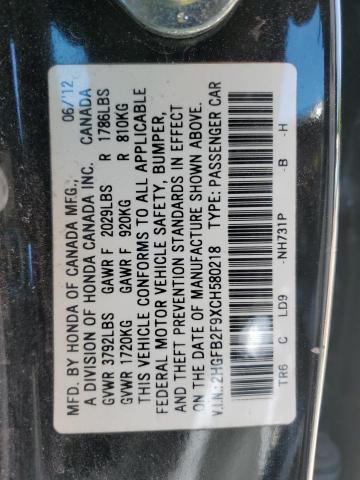 MFD. BY HONDA OF CANADA MFG., 06/'12
A DIVISION OF HONDA CANADA INC. CANADA
GVWR 3792LBS GAWR F 2029LBS R 1786LBS
GVWR 1720KG GAWR F 920KG R 810KG
THIS VEHICLE CONFORMS TO ALL APPLICABLE
FEDERAL MOTOR VEHICLE SAFETY, BUMPER,
AND THEFT PREVENTION STANDARDS IN EFFECT
ON THE DATE OF MANUFACTURE SHOWN ABOVE.
V.I.N.:2HGFB2F9XCH580218 TYPE: PASSENGER CAR
TR6 C LD9 -NH731P -B -H